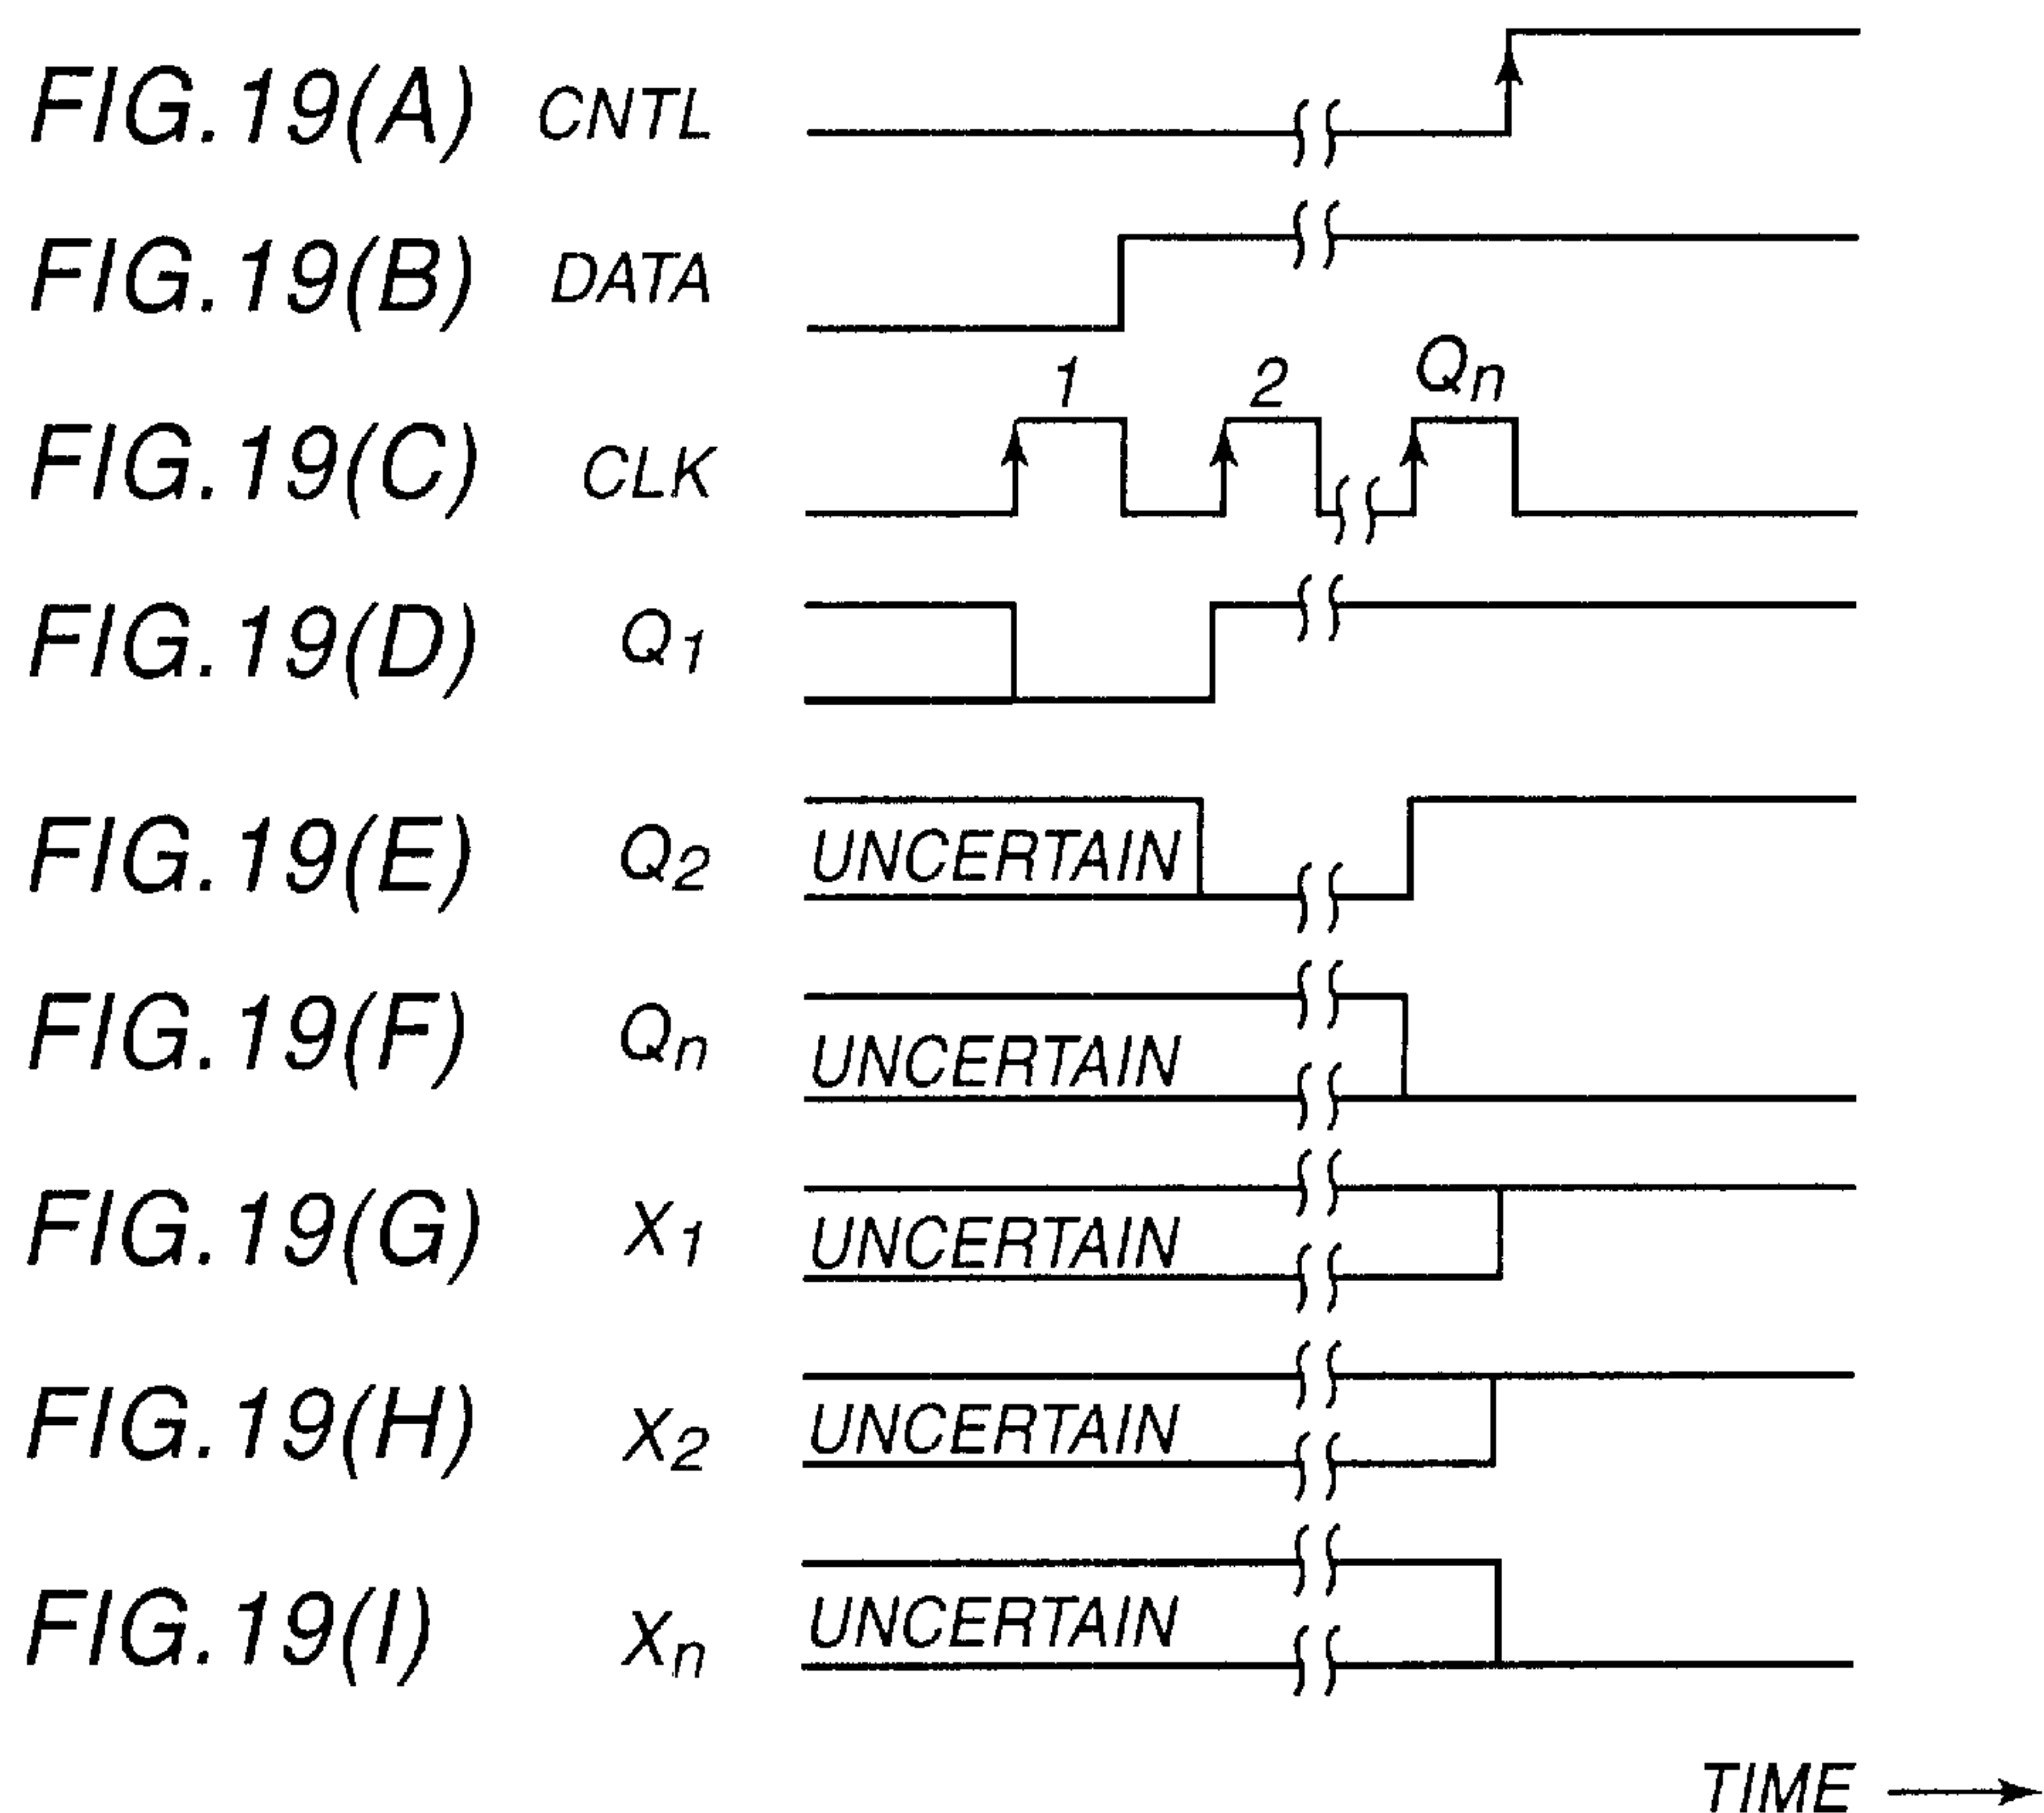 FIG.19(A) CNTL
FIG.19(B) DATA
1 2 Qn
FIG.19(C) CLK
FIG.19(D) Q1
FIG.19(E) Q2 UNCERTAIN
FIG.19(F) Qn UNCERTAIN
FIG.19(G) X1 UNCERTAIN
FIG.19(H) X2 UNCERTAIN
FIG.19(I) Xn UNCERTAIN
TIME